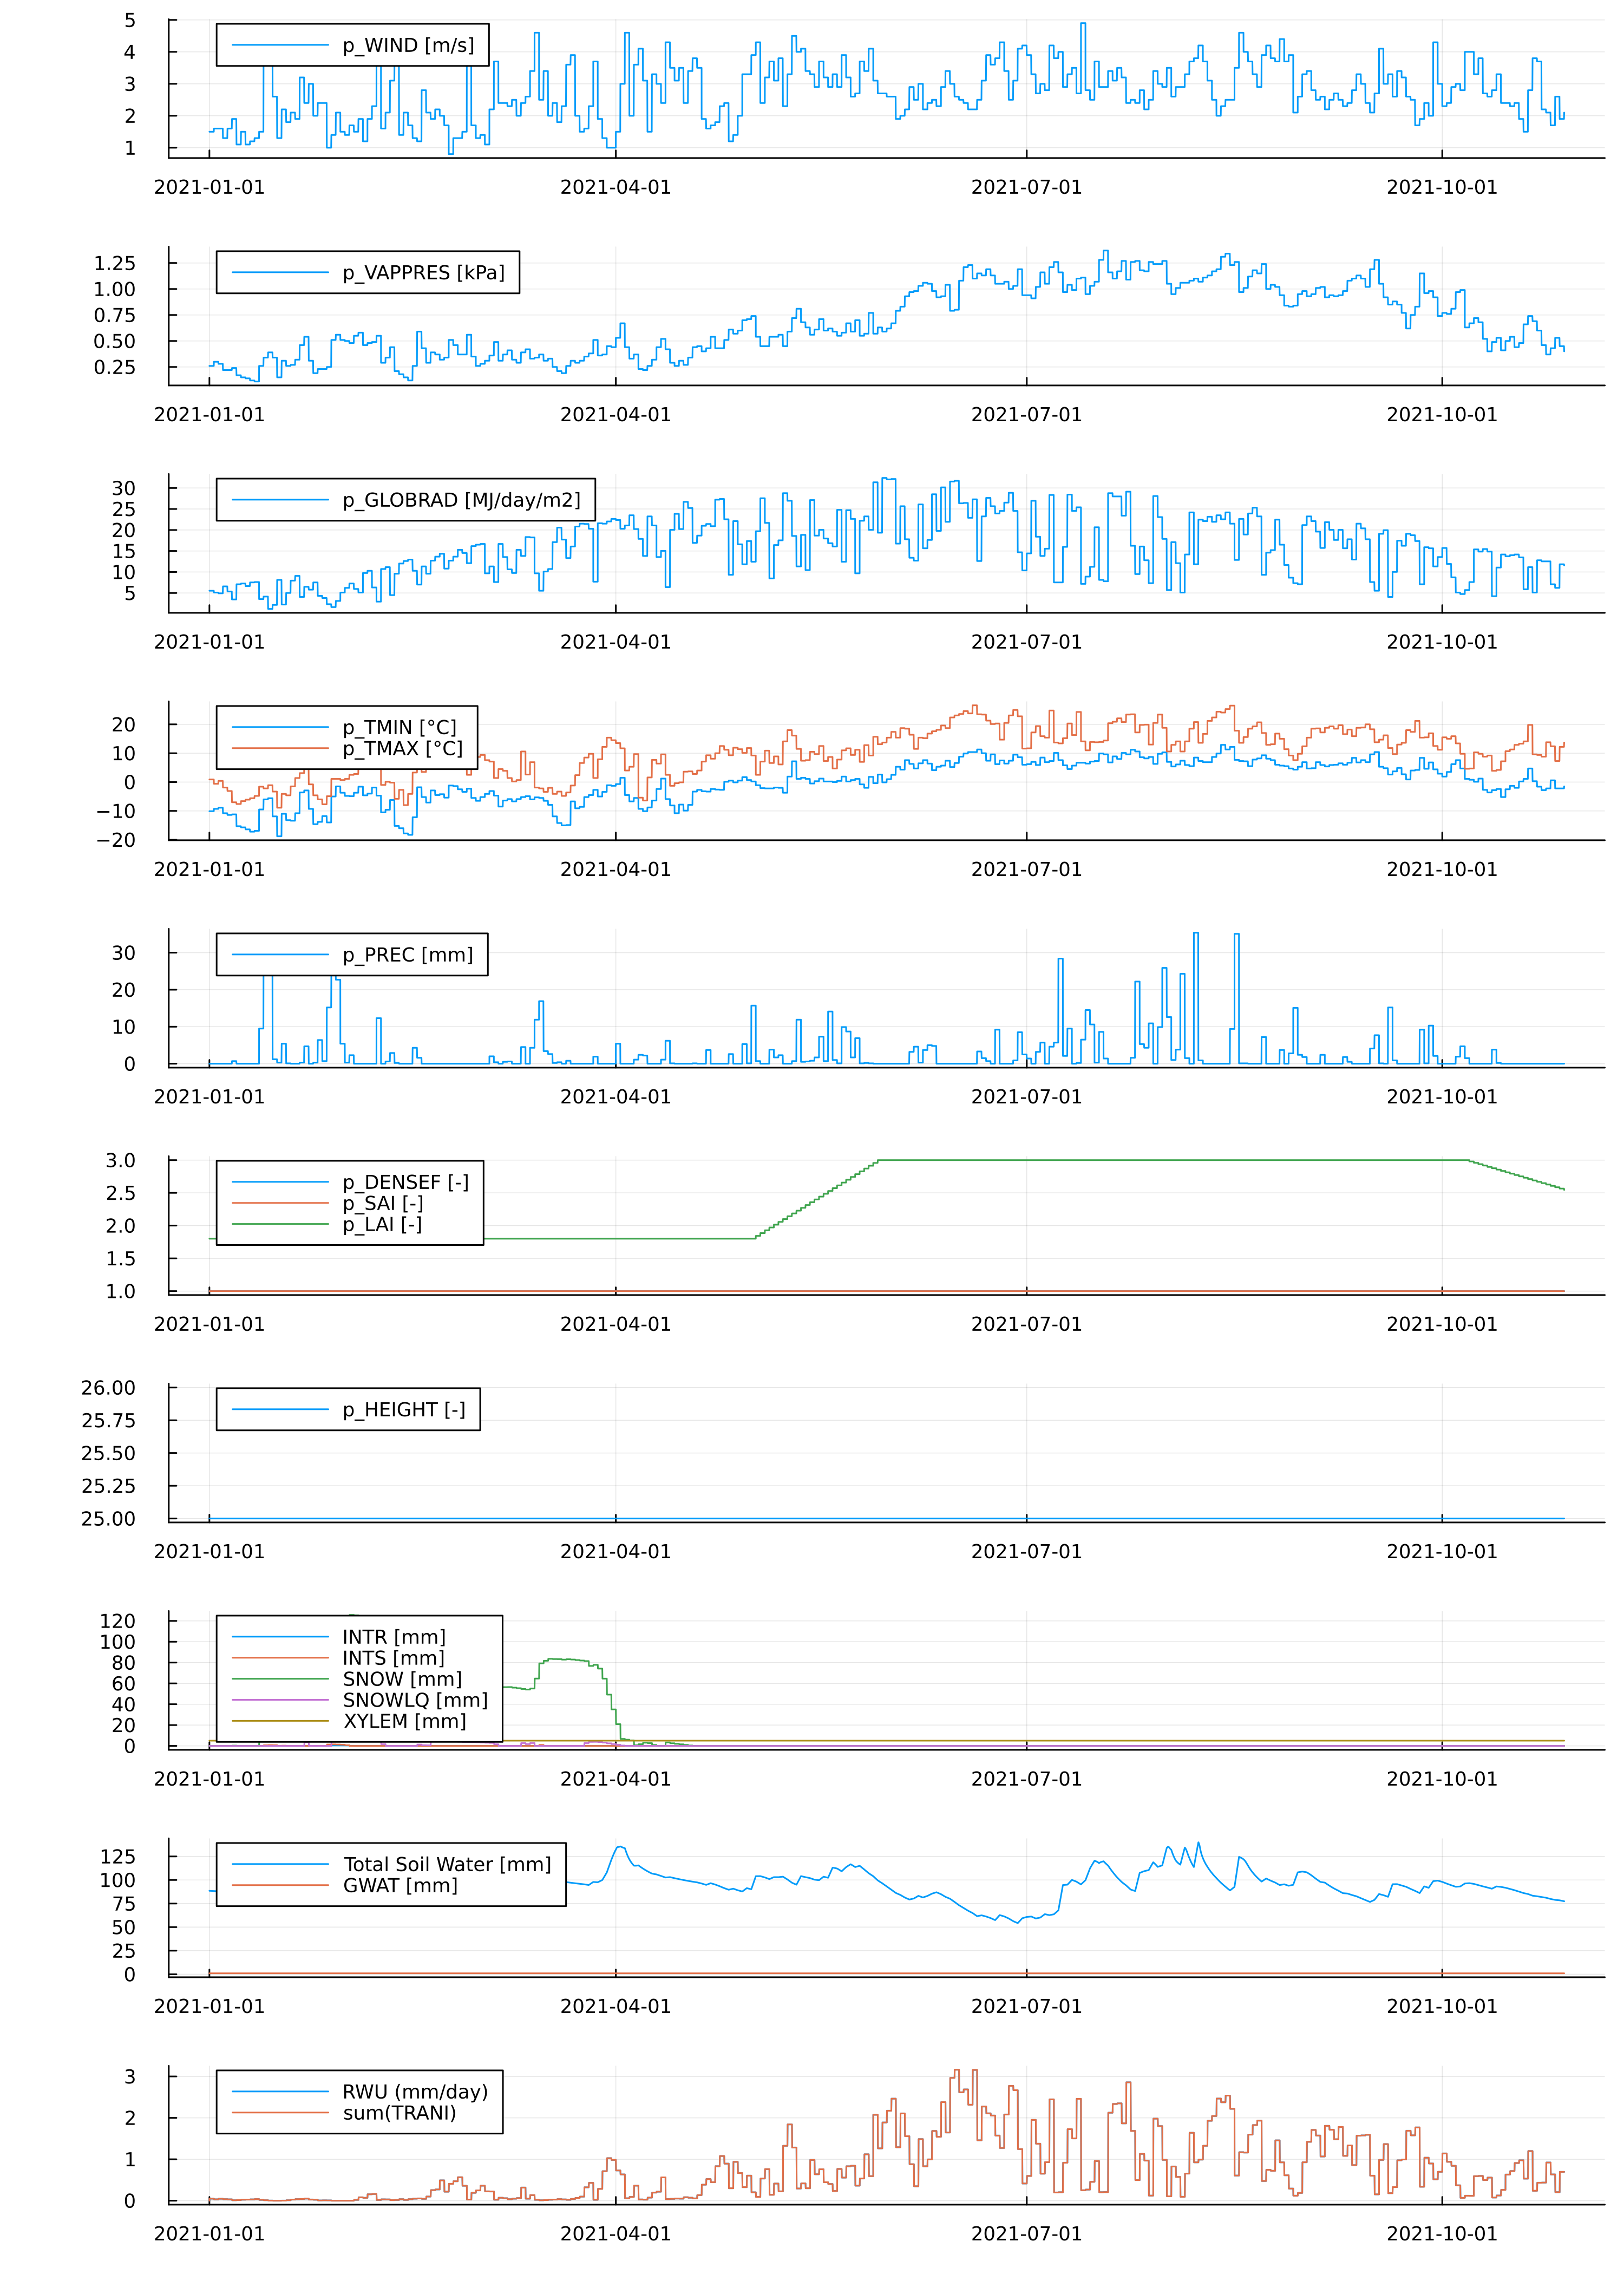 5
p_WIND [m/s]
4
3
2
1
2021-01-01 2021-04-01 2021-07-01 2021-10-01
1.25
p_VAPPRES [kPa]
1.00
0.75
0.50
0.25
2021-01-01 2021-04-01 2021-07-01 2021-10-01
30
p_GLOBRAD [MJ/day/m2]
25
20
15
10
5
2021-01-01 2021-04-01 2021-07-01 2021-10-01
20
p_TMIN [°C]
p_TMAX [°C]
10
0
−10
−20
2021-01-01 2021-04-01 2021-07-01 2021-10-01
30
p_PREC [mm]
20
10
0
2021-01-01 2021-04-01 2021-07-01 2021-10-01
3.0
p_DENSEF [-]
2.5
p_SAI [-]
p_LAI [-]
2.0
1.5
1.0
2021-01-01 2021-04-01 2021-07-01 2021-10-01
26.00
p_HEIGHT [-]
25.75
25.50
25.25
25.00
2021-01-01 2021-04-01 2021-07-01 2021-10-01
120
INTR [mm]
100
INTS [mm]
80
SNOW [mm]
60
SNOWLQ [mm]
40
XYLEM [mm]
20
0
2021-01-01 2021-04-01 2021-07-01 2021-10-01
125
Total Soil Water [mm]
100
GWAT [mm]
75
50
25
0
2021-01-01 2021-04-01 2021-07-01 2021-10-01
3
RWU (mm/day)
sum(TRANI)
2
1
0
2021-01-01 2021-04-01 2021-07-01 2021-10-01